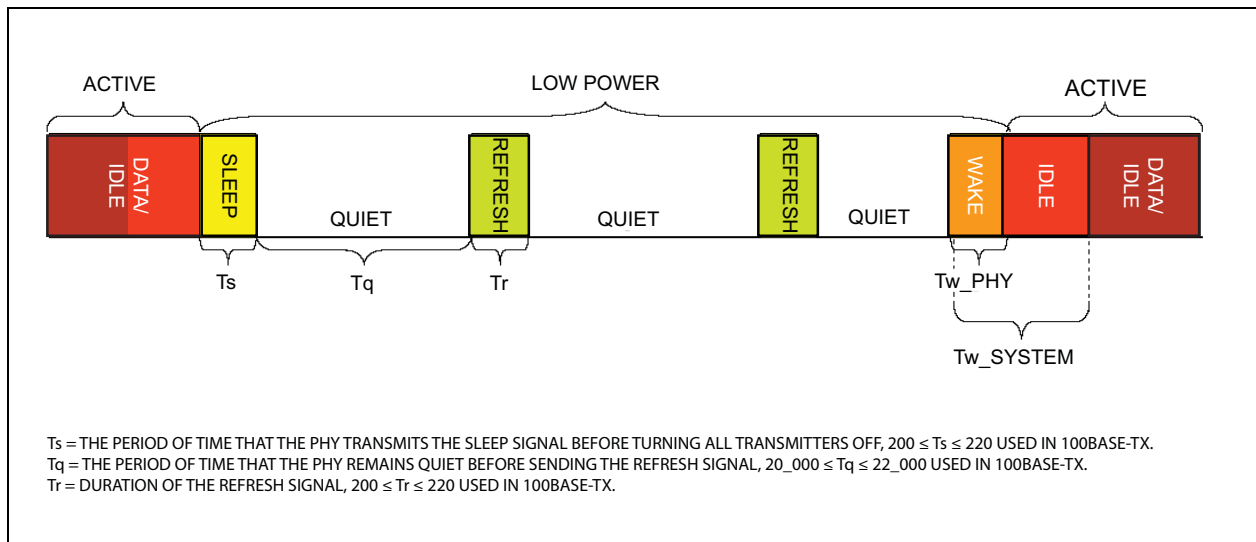 ACTIVE
LOW POWER
ACTIVE
DATA/
IDLE
SLEEP
QUIET
REFRESH
QUIET
REFRESH
QUIET
WAKE
IDLE
DATA/
IDLE
Ts
Tq
Tr
Tw_PHY
Tw_SYSTEM
Ts = THE PERIOD OF TIME THAT THE PHY TRANSMITS THE SLEEP SIGNAL BEFORE TURNING ALL TRANSMITTERS OFF, 200 ≤ Ts ≤ 220 USED IN 100BASE-TX.
Tq = THE PERIOD OF TIME THAT THE PHY REMAINS QUIET BEFORE SENDING THE REFRESH SIGNAL, 20_000 ≤ Tq ≤ 22_000 USED IN 100BASE-TX.
Tr = DURATION OF THE REFRESH SIGNAL, 200 ≤ Tr ≤ 220 USED IN 100BASE-TX.